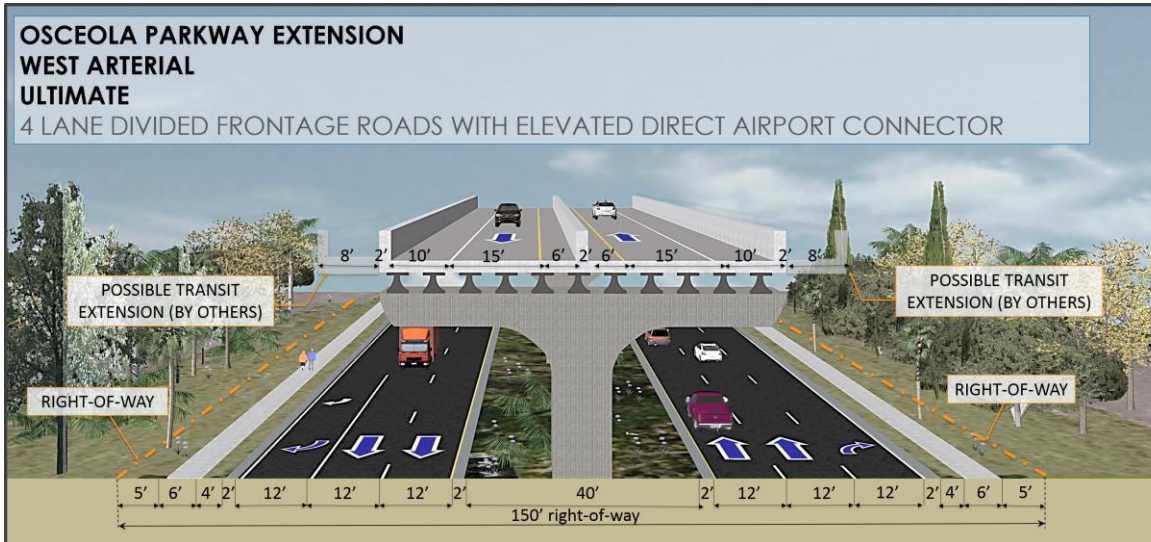 OSCEOLA PARKWAY EXTENSION
WEST ARTERIAL
ULTIMATE
4 LANE DIVIDED FRONTAGE ROADS WITH ELEVATED DIRECT AIRPORT CONNECTOR
8’ 2’ 10’ 15’ 6’ 2’ 6’ 15’ 10’ 2’ 8’
POSSIBLE TRANSIT
EXTENSION (BY OTHERS)
POSSIBLE TRANSIT
EXTENSION (BY OTHERS)
RIGHT-OF-WAY
RIGHT-OF-WAY
5’ 6’ 4’ 2’ 12’ 12’ 12’ 2’ 40’ 2’ 12’ 12’ 12’ 2’ 4’ 6’ 5’
150’ right-of-way